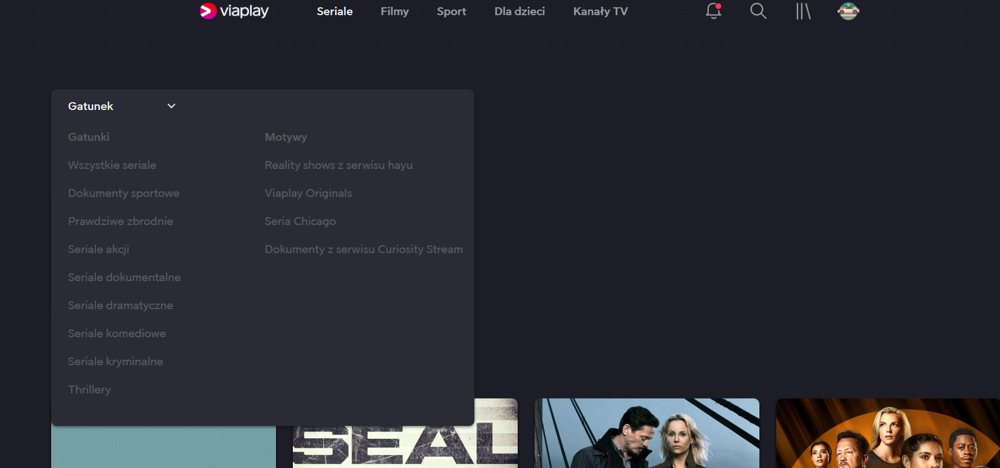 viaplay
Seriale
Filmy
Sport
Dla dzieci
Kanały TV
Gatunek
Gatunki
Wszystkie seriale
Dokumenty sportowe
Prawdziwe zbrodnie
Seriale akcji
Seriale dokumentalne
Seriale dramatyczne
Seriale komediowe
Seriale kryminalne
Thrillery
Motywy
Reality shows z serwisu hayu
Viaplay Originals
Seria Chicago
Dokumenty z serwisu Curiosity Stream
SEAL